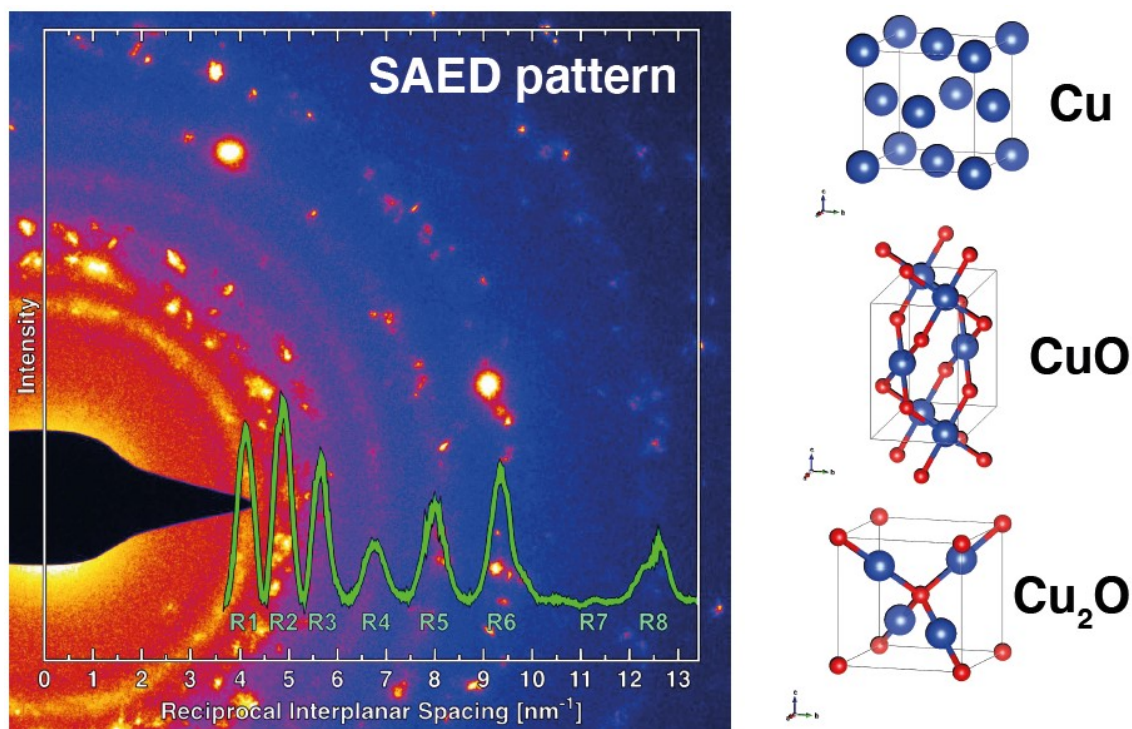 SAED pattern
Intensity
R1 R2 R3 R4 R5 R6 R7 R8
0 1 2 3 4 5 6 7 8 9 10 11 12 13
Reciprocal Interplanar Spacing [nm⁻¹]
Cu
c
b
CuO
c
b
Cu₂O
c
b